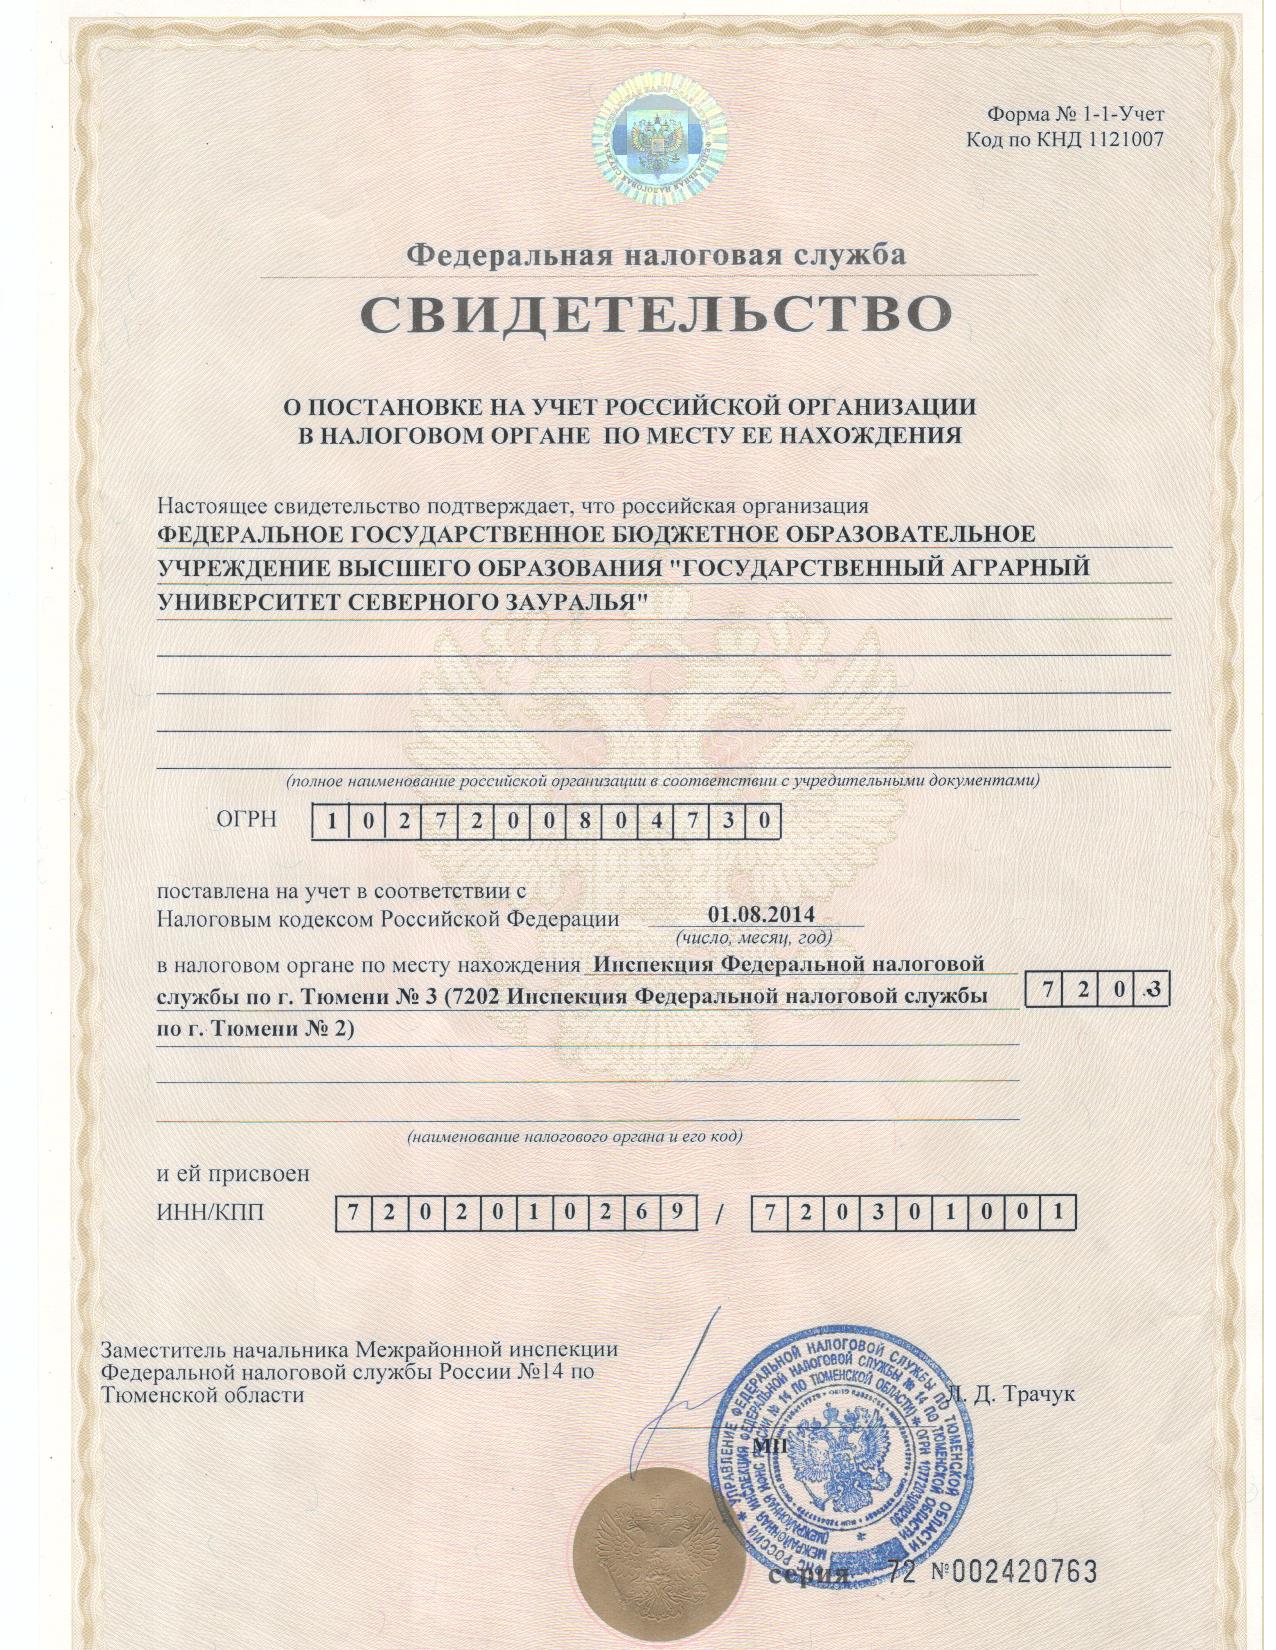 Форма № 1-1-Учет
Код по КНД 1121007
Федеральная налоговая служба
СВИДЕТЕЛЬСТВО
О ПОСТАНОВКЕ НА УЧЕТ РОССИЙСКОЙ ОРГАНИЗАЦИИ
В НАЛОГОВОМ ОРГАНЕ ПО МЕСТУ ЕЕ НАХОЖДЕНИЯ
Настоящее свидетельство подтверждает, что российская организация
ФЕДЕРАЛЬНОЕ ГОСУДАРСТВЕННОЕ БЮДЖЕТНОЕ ОБРАЗОВАТЕЛЬНОЕ
УЧРЕЖДЕНИЕ ВЫСШЕГО ОБРАЗОВАНИЯ "ГОСУДАРСТВЕННЫЙ АГРАРНЫЙ
УНИВЕРСИТЕТ СЕВЕРНОГО ЗАУРАЛЬЯ"
(полное наименование российской организации в соответствии с учредительными документами)
ОГРН 1 0 2 7 2 0 0 8 0 4 7 3 0
поставлена на учет в соответствии с
Налоговым кодексом Российской Федерации 01.08.2014
(число, месяц, год)
в налоговом органе по месту нахождения Инспекция Федеральной налоговой
службы по г. Тюмени № 3 (7202 Инспекция Федеральной налоговой службы 7 2 0 3
по г. Тюмени № 2)
(наименование налогового органа и его код)
и ей присвоен
ИНН/КПП 7 2 0 2 0 1 0 2 6 9 / 7 2 0 3 0 1 0 0 1
Заместитель начальника Межрайонной инспекции
Федеральной налоговой службы России №14 по
Тюменской области
Л. Д. Трачук
МП
серия 72 №002420763